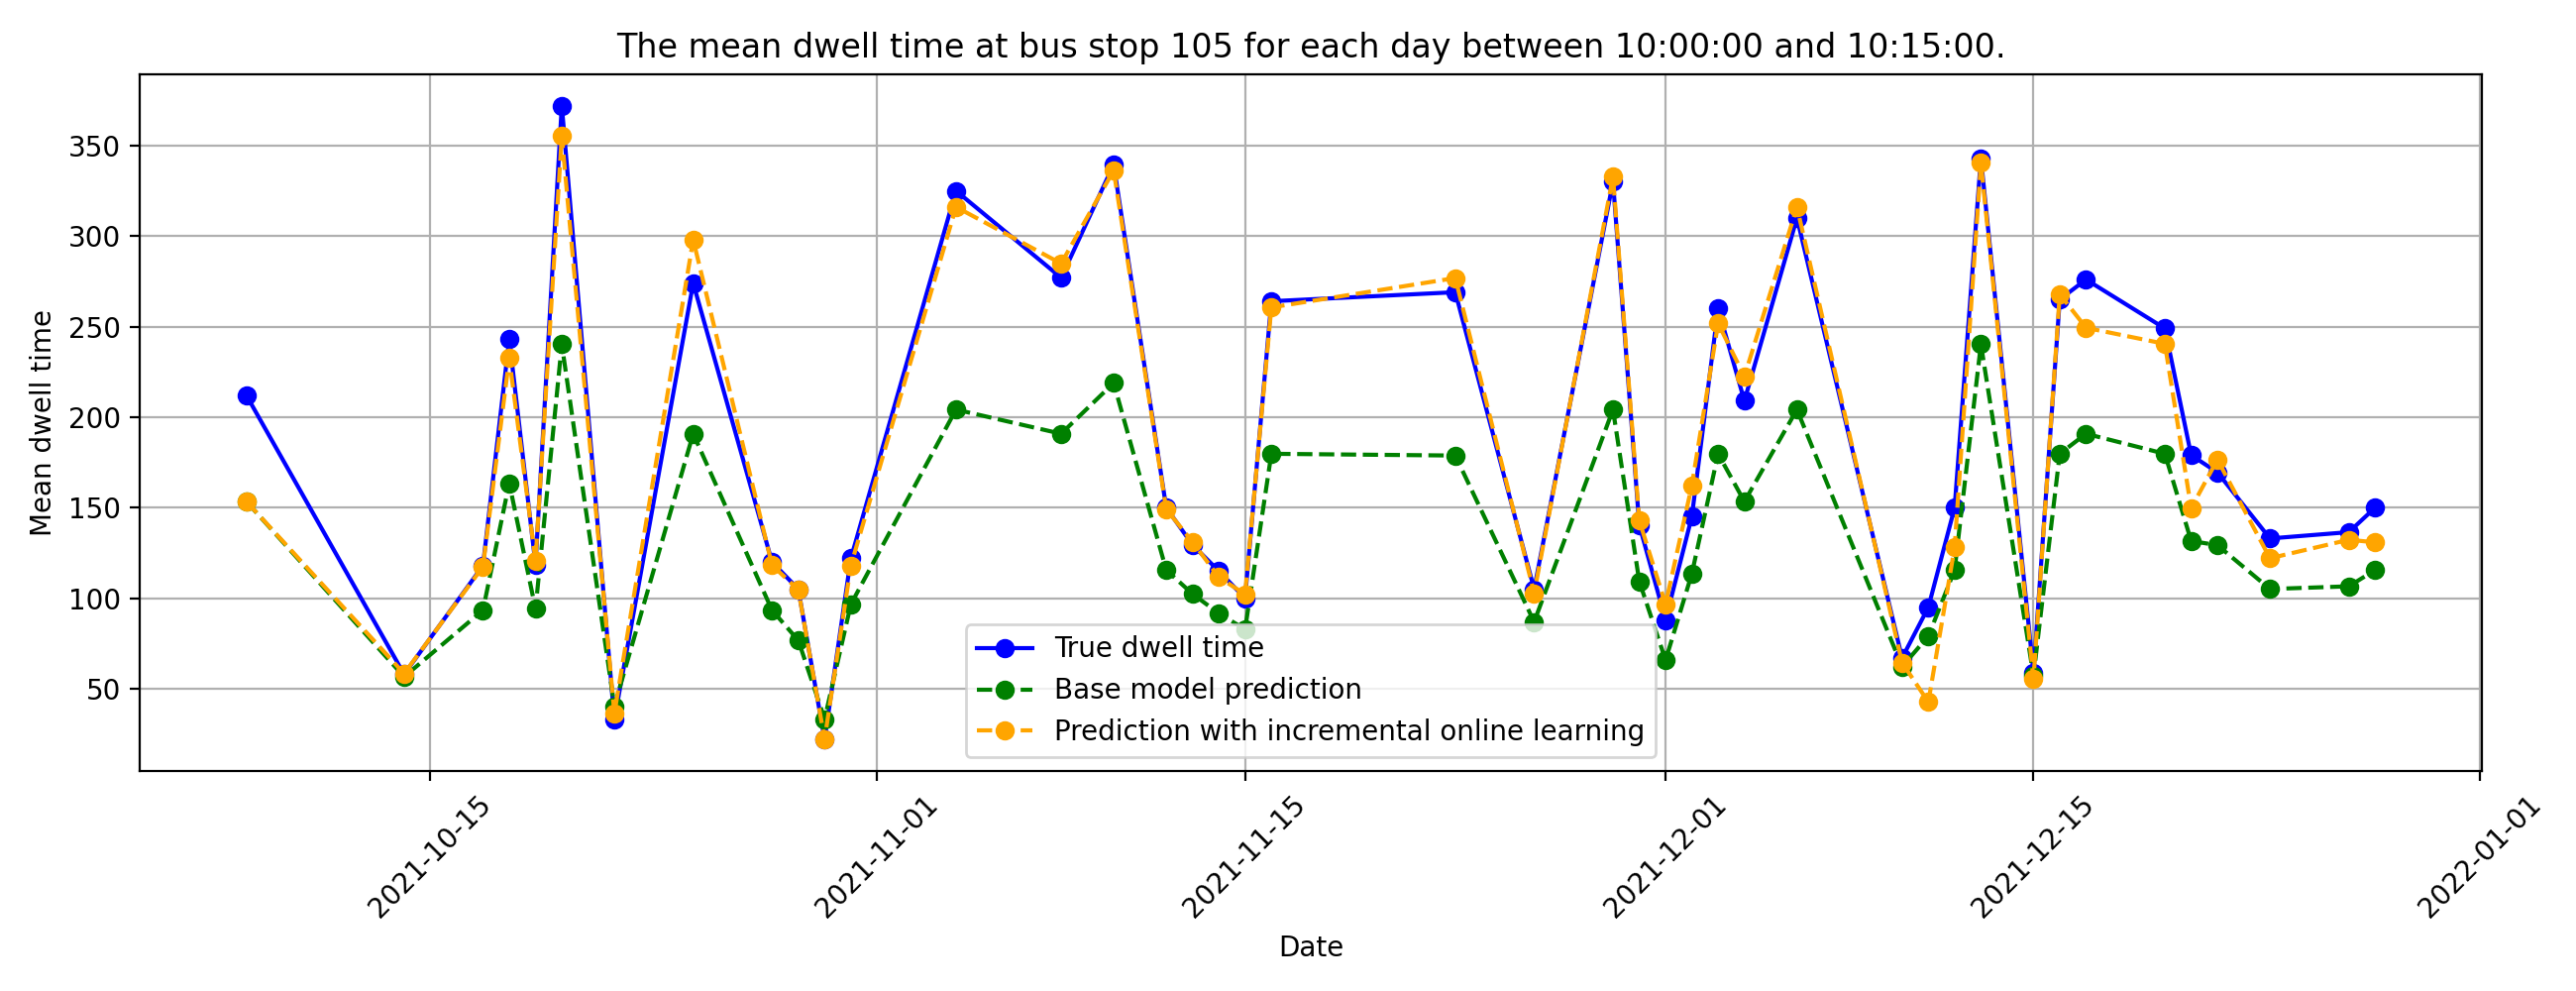 The mean dwell time at bus stop 105 for each day between 10:00:00 and 10:15:00.
Mean dwell time
350
300
250
200
150
100
50
True dwell time
Base model prediction
Prediction with incremental online learning
2021-10-15
2021-11-01
2021-11-15
2021-12-01
2021-12-15
2022-01-01
Date